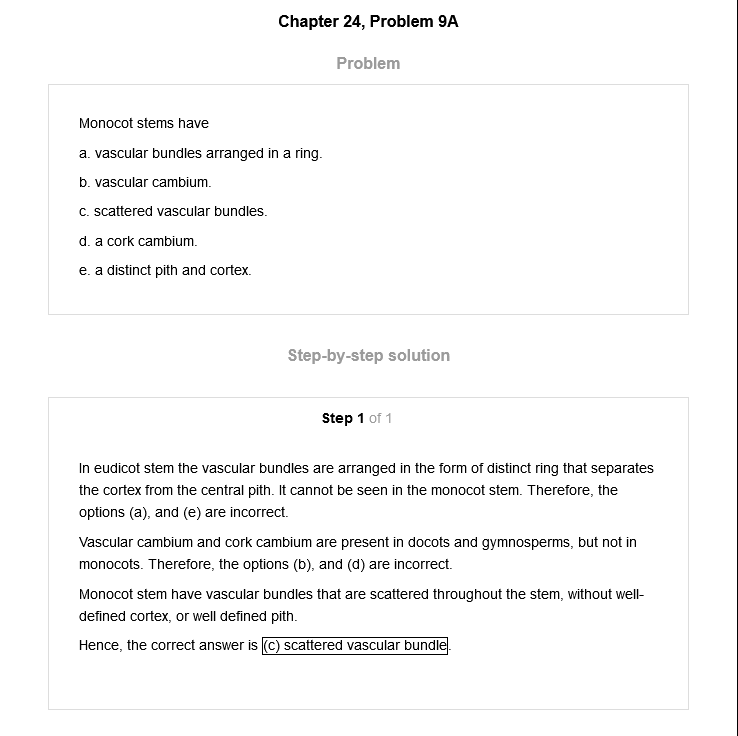 Chapter 24, Problem 9A
Problem
Monocot stems have
a. vascular bundles arranged in a ring.
b. vascular cambium.
c. scattered vascular bundles.
d. a cork cambium.
e. a distinct pith and cortex.
Step-by-step solution
Step 1 of 1
In eudicot stem the vascular bundles are arranged in the form of distinct ring that separates
the cortex from the central pith. It cannot be seen in the monocot stem. Therefore, the
options (a), and (e) are incorrect.
Vascular cambium and cork cambium are present in docots and gymnosperms, but not in
monocots. Therefore, the options (b), and (d) are incorrect.
Monocot stem have vascular bundles that are scattered throughout the stem, without well-
defined cortex, or well defined pith.
Hence, the correct answer is (c) scattered vascular bundle.